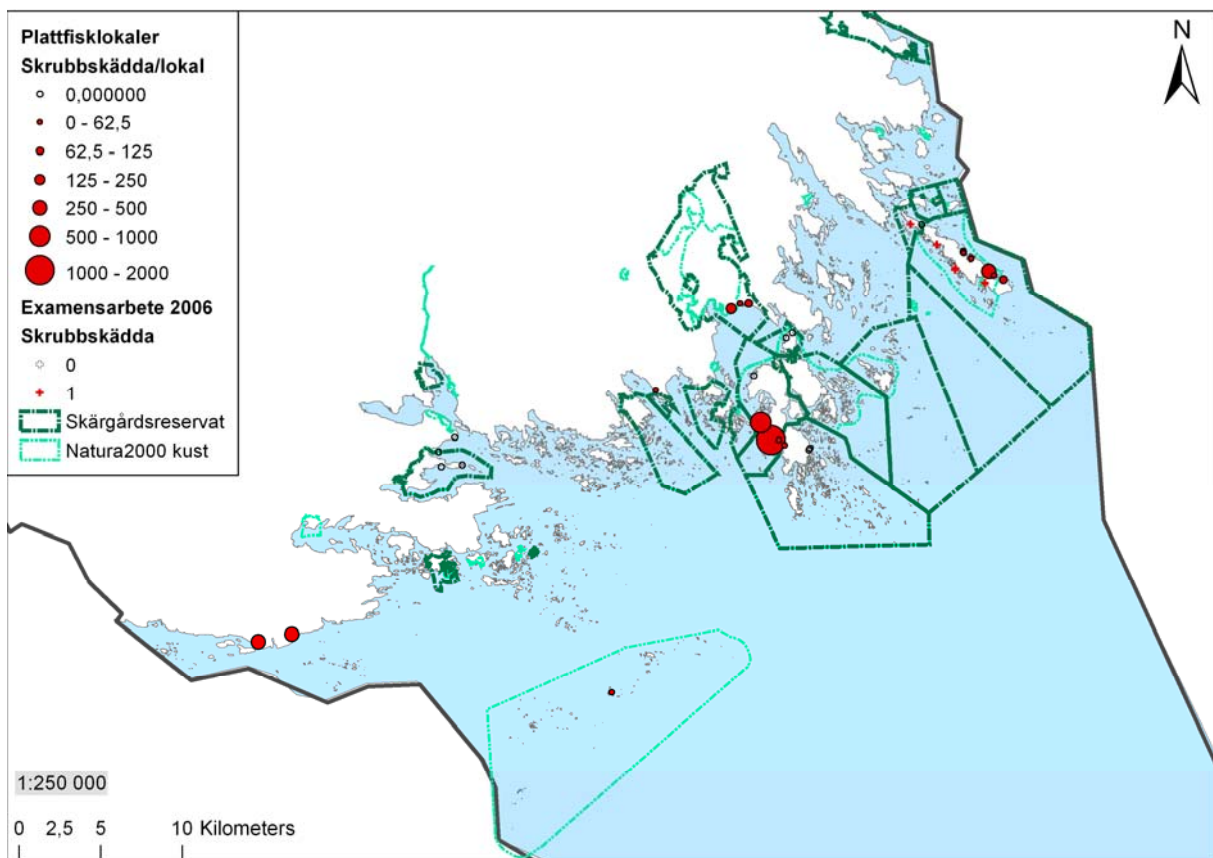 Plattfisklokaler
Skrubbskädda/lokal
0,000000
0 - 62,5
62,5 - 125
125 - 250
250 - 500
500 - 1000
1000 - 2000
Examensarbete 2006
Skrubbskädda
0
1
Skärgårdsreservat
Natura2000 kust
N
1:250 000
0 2,5 5 10 Kilometers